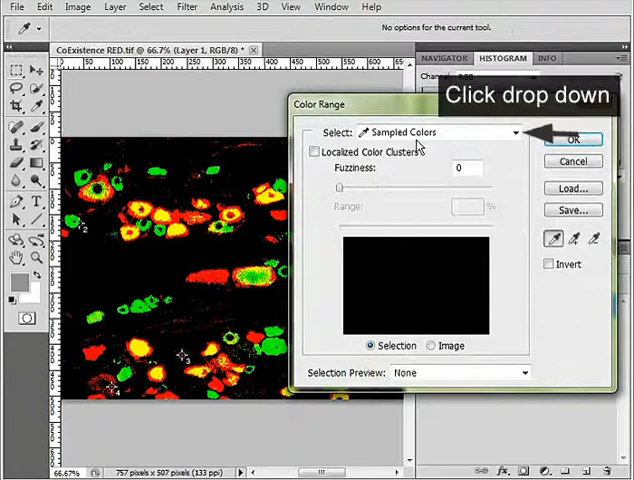 File Edit Image Layer Select Filter Analysis 3D View Window Help
No options for the current tool.
CoExistence RED.tif @ 66.7% (Layer 1, RGB/8) *
NAVIGATOR HISTOGRAM INFO
Click drop down
Color Range
Select: Sampled Colors
OK
Localized Color Clusters
Cancel
Fuzziness: 0
Load...
Range: %
Save...
Invert
Selection Image
Selection Preview: None
2
3
4
66.67% 757 pixels x 507 pixels (133 ppi)